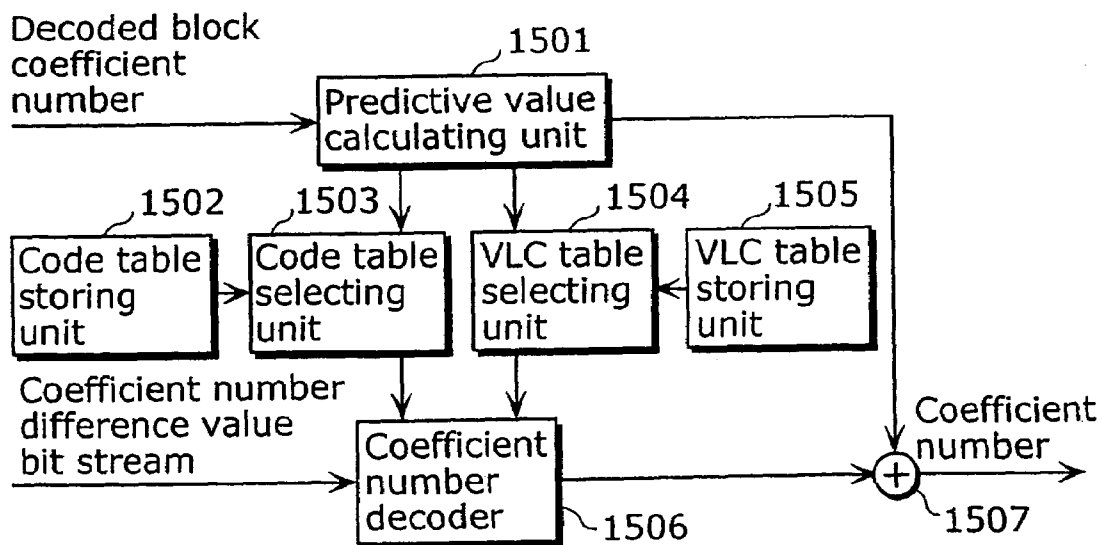 Decoded block
coefficient
number
1501
Predictive value
calculating unit
1502
1503
1504
1505
Code table
storing
unit
Code table
selecting
unit
VLC table
selecting
unit
VLC table
storing
unit
Coefficient number
difference value
bit stream
Coefficient
number
decoder
1506
Coefficient
number
+
1507